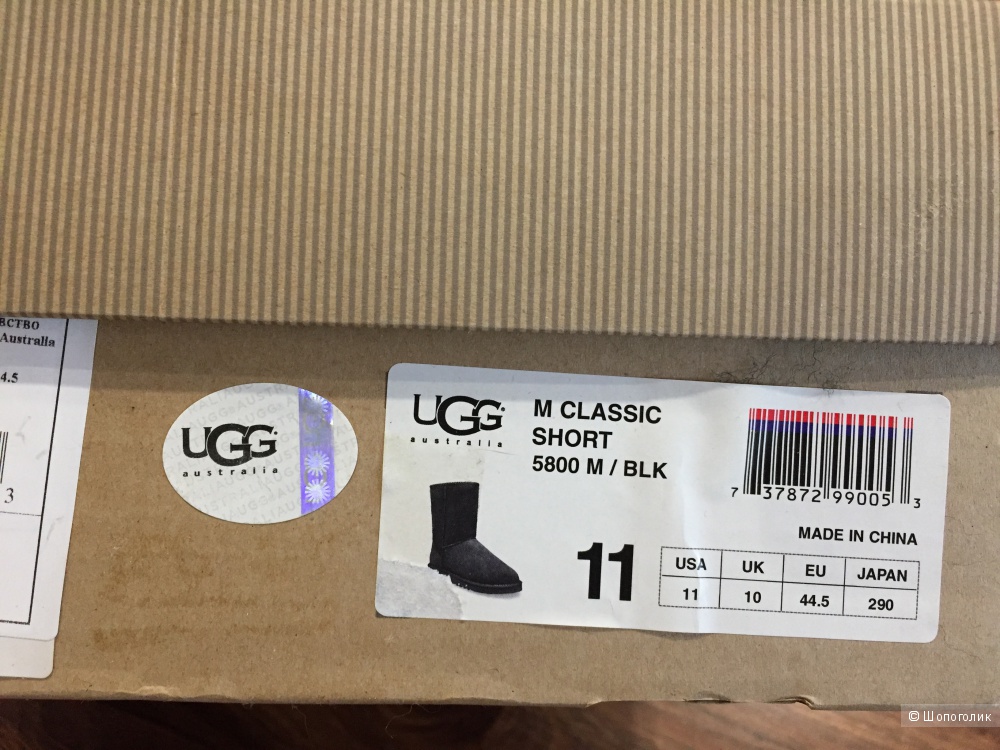 ВСТВО
Australia
4.5
3
UGG®
australia
UGG®
australia
M CLASSIC
SHORT
5800 M / BLK
7 37872 99005 3
MADE IN CHINA
11
USA UK EU JAPAN
11 10 44.5 290
© Шопоголик